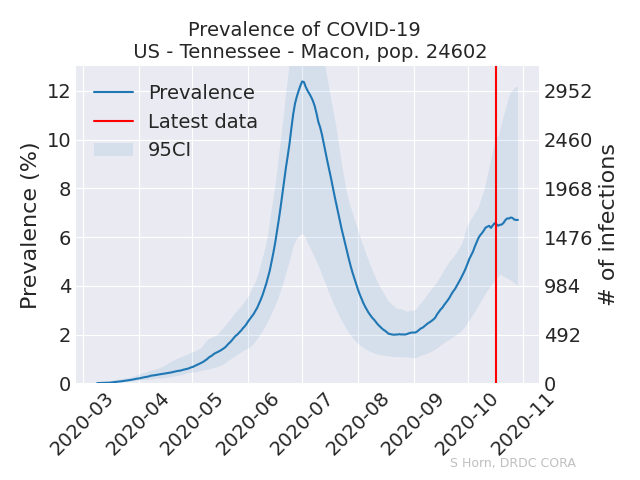 Prevalence of COVID-19
US - Tennessee - Macon, pop. 24602
Prevalence
Latest data
95CI
Prevalence (%)
12
10
8
6
4
2
0
2952
2460
1968
1476
984
492
0
# of infections
2020-03
2020-04
2020-05
2020-06
2020-07
2020-08
2020-09
2020-10
2020-11
S Horn, DRDC CORA